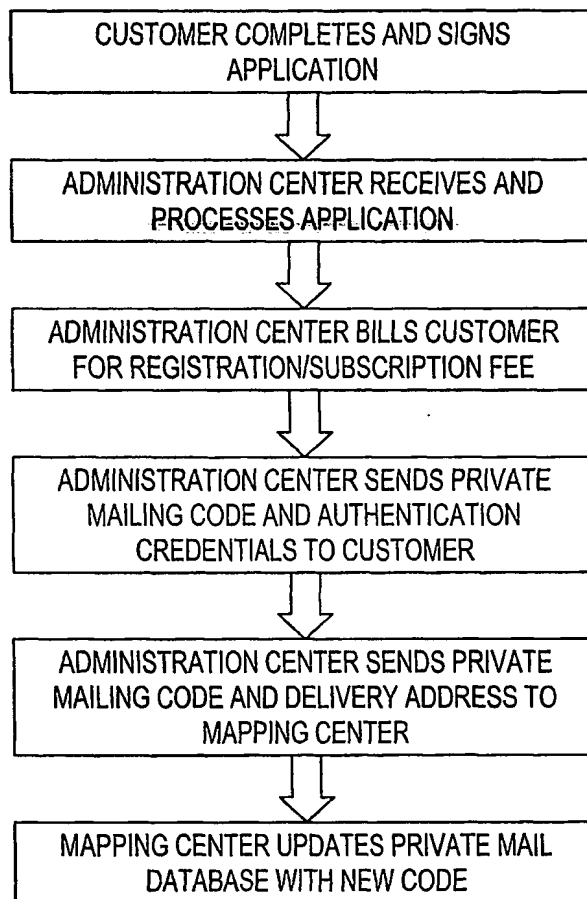 CUSTOMER COMPLETES AND SIGNS
APPLICATION
ADMINISTRATION CENTER RECEIVES AND
PROCESSES APPLICATION
ADMINISTRATION CENTER BILLS CUSTOMER
FOR REGISTRATION/SUBSCRIPTION FEE
ADMINISTRATION CENTER SENDS PRIVATE
MAILING CODE AND AUTHENTICATION
CREDENTIALS TO CUSTOMER
ADMINISTRATION CENTER SENDS PRIVATE
MAILING CODE AND DELIVERY ADDRESS TO
MAPPING CENTER
MAPPING CENTER UPDATES PRIVATE MAIL
DATABASE WITH NEW CODE